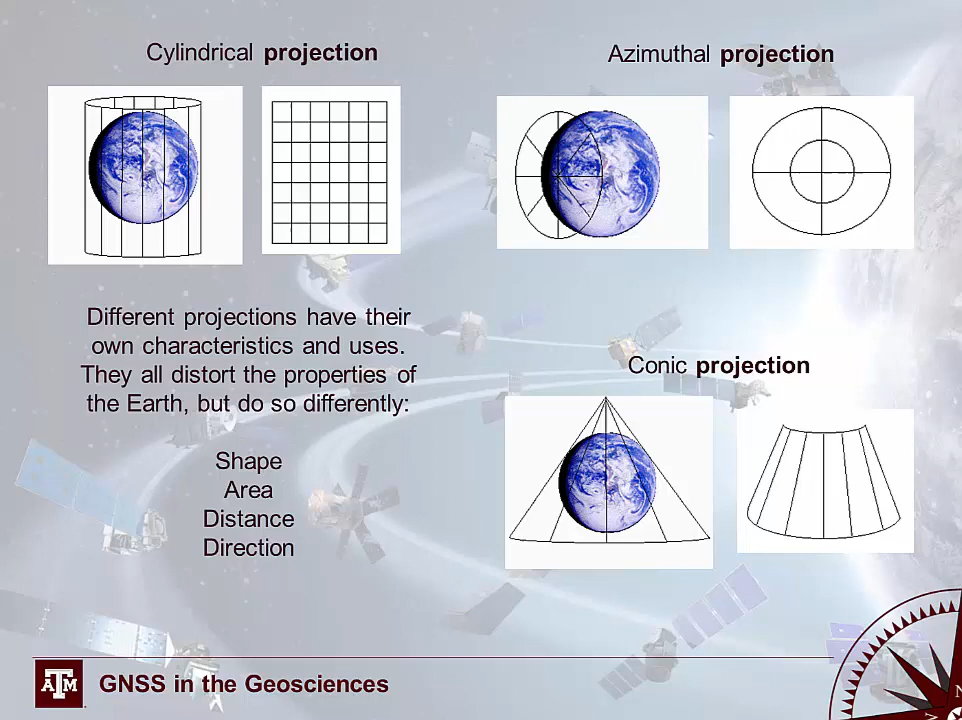 Cylindrical projection
Azimuthal projection
Different projections have their
own characteristics and uses.
They all distort the properties of
the Earth, but do so differently:
Shape
Area
Distance
Direction
Conic projection
ATM
GNSS in the Geosciences
N